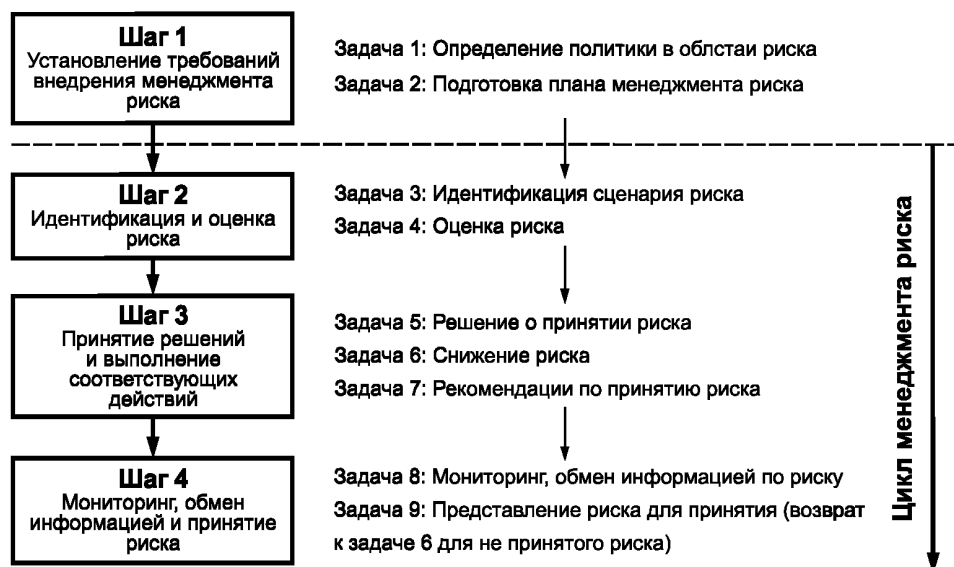 Шаг 1
Установление требований
внедрения менеджмента
риска
Задача 1: Определение политики в облстаи риска
Задача 2: Подготовка плана менеджмента риска
Шаг 2
Идентификация и оценка
риска
Задача 3: Идентификация сценария риска
Задача 4: Оценка риска
Шаг 3
Принятие решений
и выполнение
соответствующих
действий
Задача 5: Решение о принятии риска
Задача 6: Снижение риска
Задача 7: Рекомендации по принятию риска
Шаг 4
Мониторинг, обмен
информацией и принятие
риска
Задача 8: Мониторинг, обмен информацией по риску
Задача 9: Представление риска для принятия (возврат
к задаче 6 для не принятого риска)
Цикл менеджмента риска